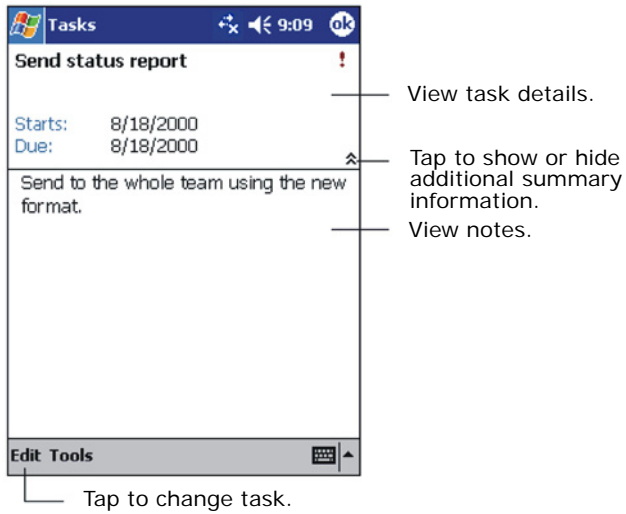 Tasks 9:09 ok
Send status report !
View task details.
Starts: 8/18/2000
Due: 8/18/2000
Tap to show or hide
additional summary
information.
Send to the whole team using the new
format.
View notes.
Edit Tools
Tap to change task.